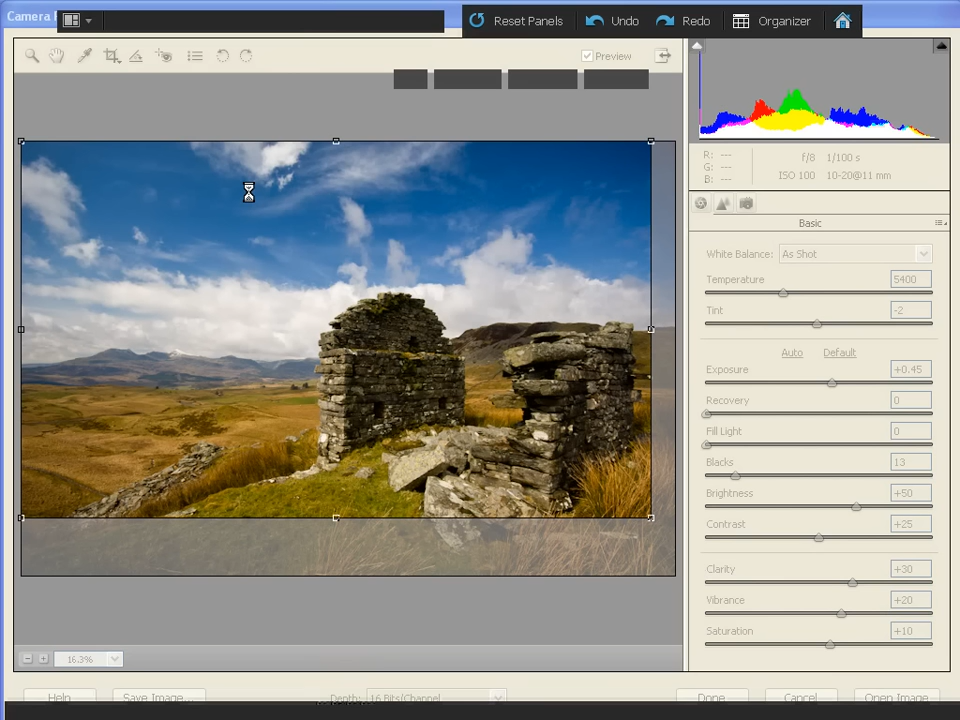 Camera
Reset Panels Undo Redo Organizer
Preview
R: ---
G: ---
B: ---
f/8 1/100 s
ISO 100 10-20@11 mm
Basic
White Balance: As Shot
Temperature 5400
Tint -2
Auto Default
Exposure +0.45
Recovery 0
Fill Light 0
Blacks 13
Brightness +50
Contrast +25
Clarity +30
Vibrance +20
Saturation +10
16.3%
Help Save Image... Depth: 16 Bits/Channel Done Cancel Open Image